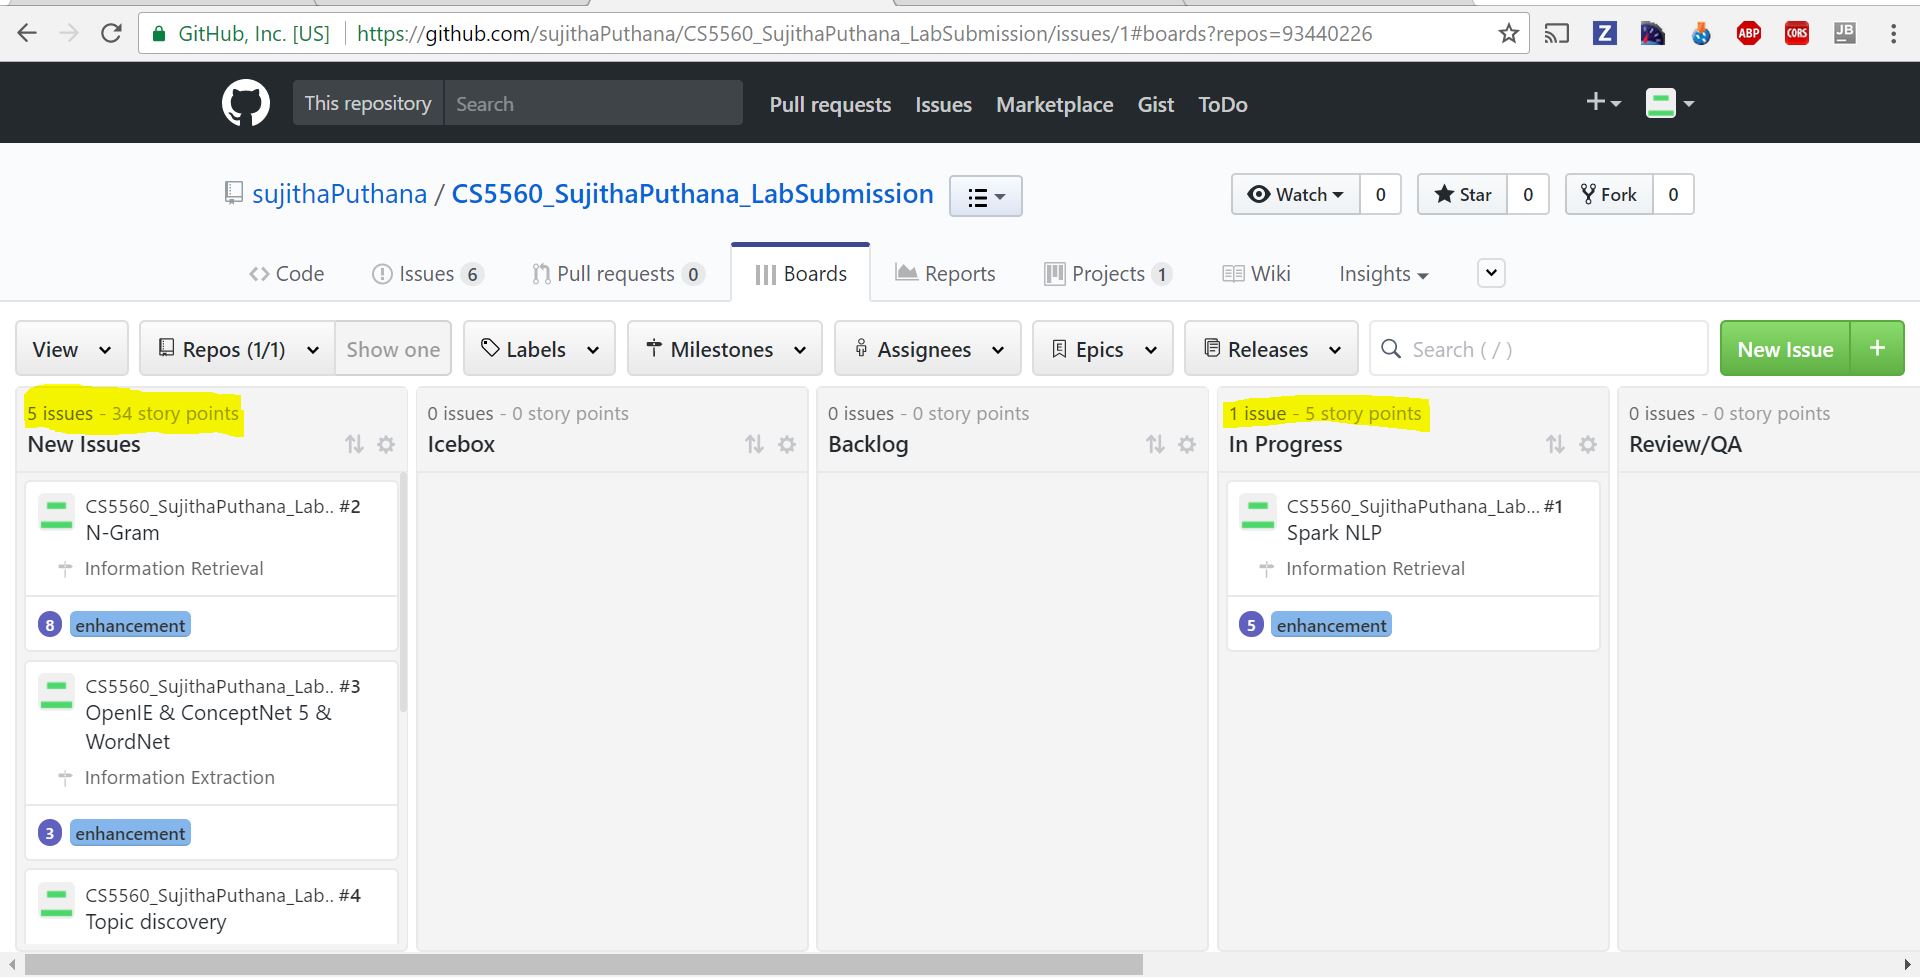 GitHub, Inc. [US] https://github.com/sujithaPuthana/CS5560_SujithaPuthana_LabSubmission/issues/1#boards?repos=93440226
Z ABP CORS JB
This repository Search Pull requests Issues Marketplace Gist ToDo
sujithaPuthana / CS5560_SujithaPuthana_LabSubmission Watch 0 Star 0 Fork 0
Code Issues 6 Pull requests 0 Boards Reports Projects 1 Wiki Insights
View Repos (1/1) Show one Labels Milestones Assignees Epics Releases Search ( / ) New Issue +
5 issues - 34 story points
New Issues
CS5560_SujithaPuthana_Lab.. #2
N-Gram
Information Retrieval
8 enhancement
CS5560_SujithaPuthana_Lab.. #3
OpenIE & ConceptNet 5 &
WordNet
Information Extraction
3 enhancement
CS5560_SujithaPuthana_Lab.. #4
Topic discovery
0 issues - 0 story points
Icebox
0 issues - 0 story points
Backlog
1 issue - 5 story points
In Progress
CS5560_SujithaPuthana_Lab... #1
Spark NLP
Information Retrieval
5 enhancement
0 issues - 0 story points
Review/QA